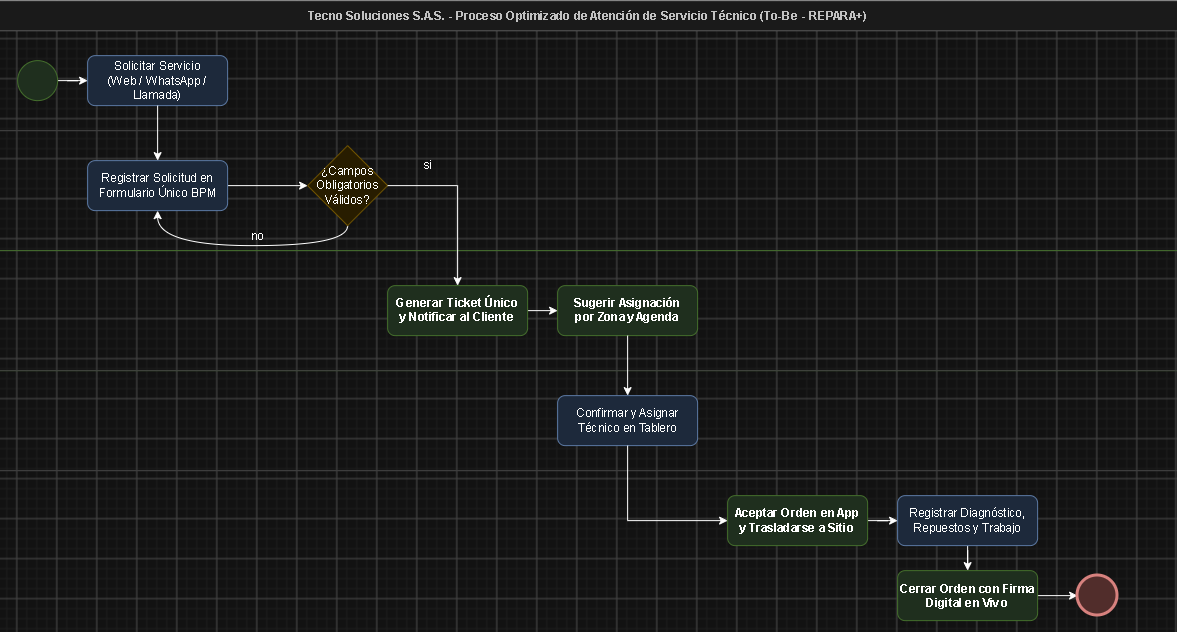 Tecno Soluciones S.A.S. - Proceso Optimizado de Atención de Servicio Técnico (To-Be - REPARA+)
Solicitar Servicio
(Web / WhatsApp /
Llamada)
Registrar Solicitud en
Formulario Único BPM
¿Campos
Obligatorios
Válidos?
si
no
Generar Ticket Único
y Notificar al Cliente
Sugerir Asignación
por Zona y Agenda
Confirmar y Asignar
Técnico en Tablero
Aceptar Orden en App
y Trasladarse a Sitio
Registrar Diagnóstico,
Repuestos y Trabajo
Cerrar Orden con Firma
Digital en Vivo